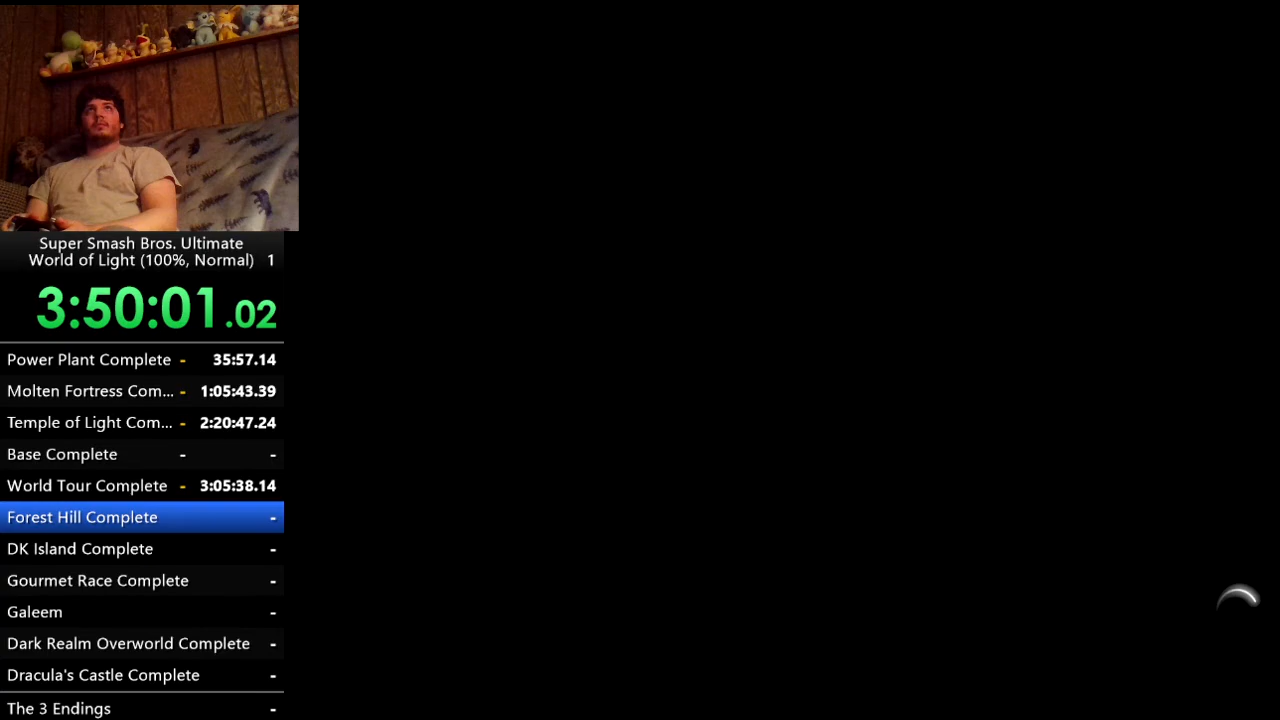 Super Smash Bros. Ultimate
World of Light (100%, Normal) 1
3:50:01.02
Power Plant Complete - 35:57.14
Molten Fortress Com... - 1:05:43.39
Temple of Light Com... - 2:20:47.24
Base Complete - -
World Tour Complete - 3:05:38.14
Forest Hill Complete -
DK Island Complete -
Gourmet Race Complete -
Galeem -
Dark Realm Overworld Complete -
Dracula's Castle Complete -
The 3 Endings -